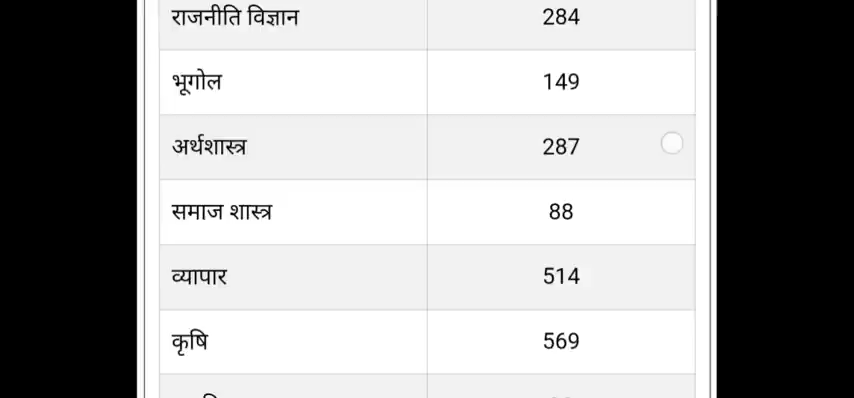 राजनीति विज्ञान 284
भूगोल 149
अर्थशास्त्र 287
समाज शास्त्र 88
व्यापार 514
कृषि 569